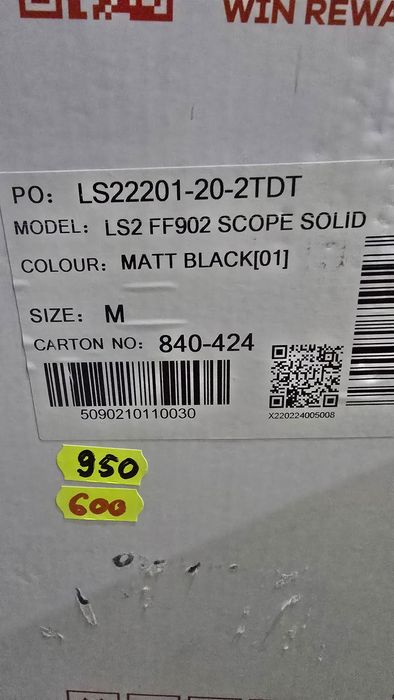 WIN REWA
PO: LS22201-20-2TDT
MODEL: LS2 FF902 SCOPE SOLID
COLOUR: MATT BLACK[01]
SIZE: M
CARTON NO: 840-424
5090210110030
X220224005008
950
600